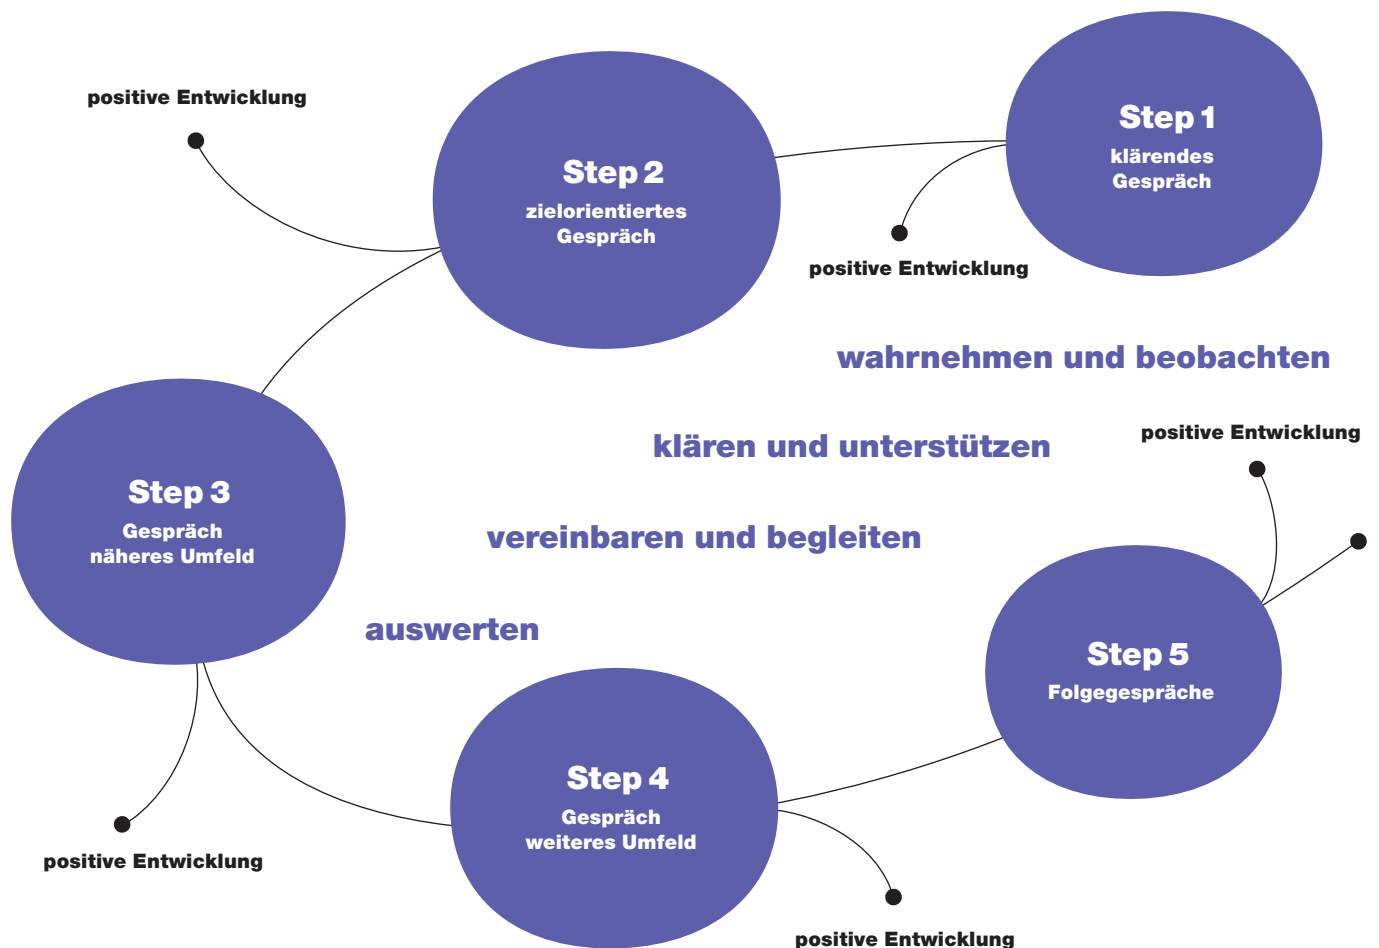 Step 1
klärendes
Gespräch
positive Entwicklung
Step 2
zielorientiertes
Gespräch
positive Entwicklung
Step 3
Gespräch
näheres Umfeld
positive Entwicklung
Step 4
Gespräch
weiteres Umfeld
positive Entwicklung
Step 5
Folgegespräche
positive Entwicklung
wahrnehmen und beobachten
klären und unterstützen
vereinbaren und begleiten
auswerten